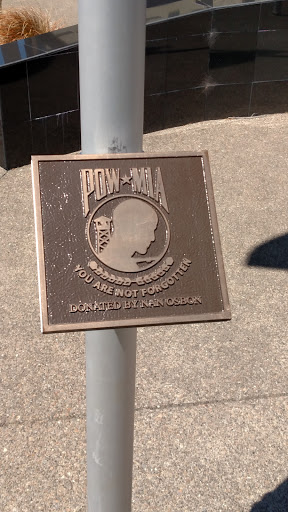 POW★MIA
YOU ARE NOT FORGOTTEN
DONATED BY NAN OSBON